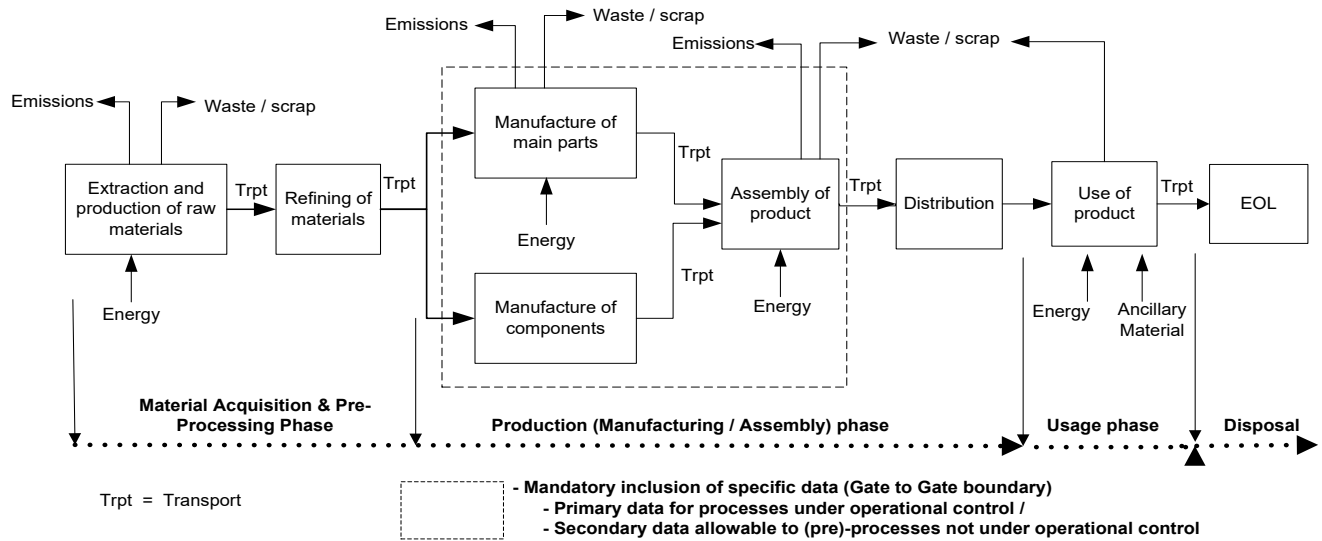 Emissions
Waste / scrap
Emissions
Waste / scrap
Emissions
Waste / scrap
Extraction and
production of raw
materials
Trpt
Refining of
materials
Trpt
Manufacture of
main parts
Trpt
Energy
Manufacture of
components
Trpt
Assembly of
product
Trpt
Distribution
Use of
product
Trpt
EOL
Energy
Energy
Energy
Ancillary
Material
Material Acquisition & Pre-
Processing Phase
Production (Manufacturing / Assembly) phase
Usage phase
Disposal
Trpt = Transport
- Mandatory inclusion of specific data (Gate to Gate boundary)
- Primary data for processes under operational control /
- Secondary data allowable to (pre)-processes not under operational control